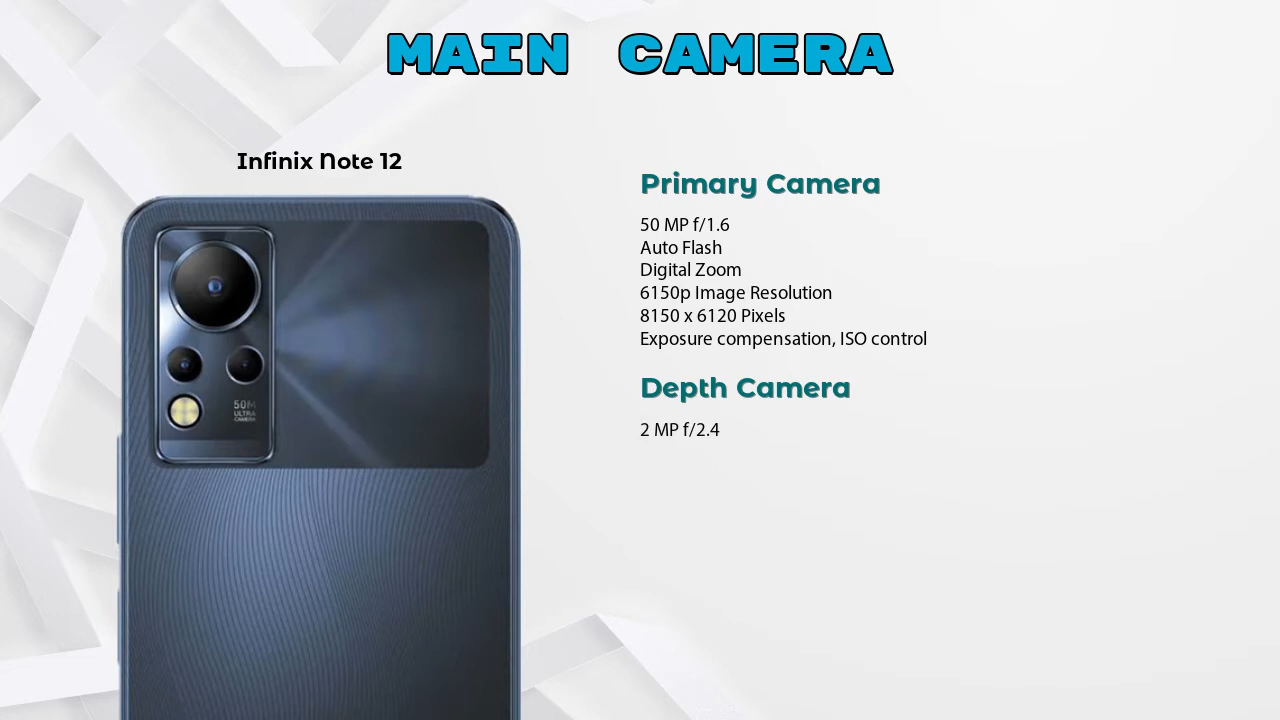 MAIN CAMERA
Infinix Note 12
Primary Camera
50 MP f/1.6
Auto Flash
Digital Zoom
6150p Image Resolution
8150 x 6120 Pixels
Exposure compensation, ISO control
Depth Camera
2 MP f/2.4
50M
ULTRA
CAMERA